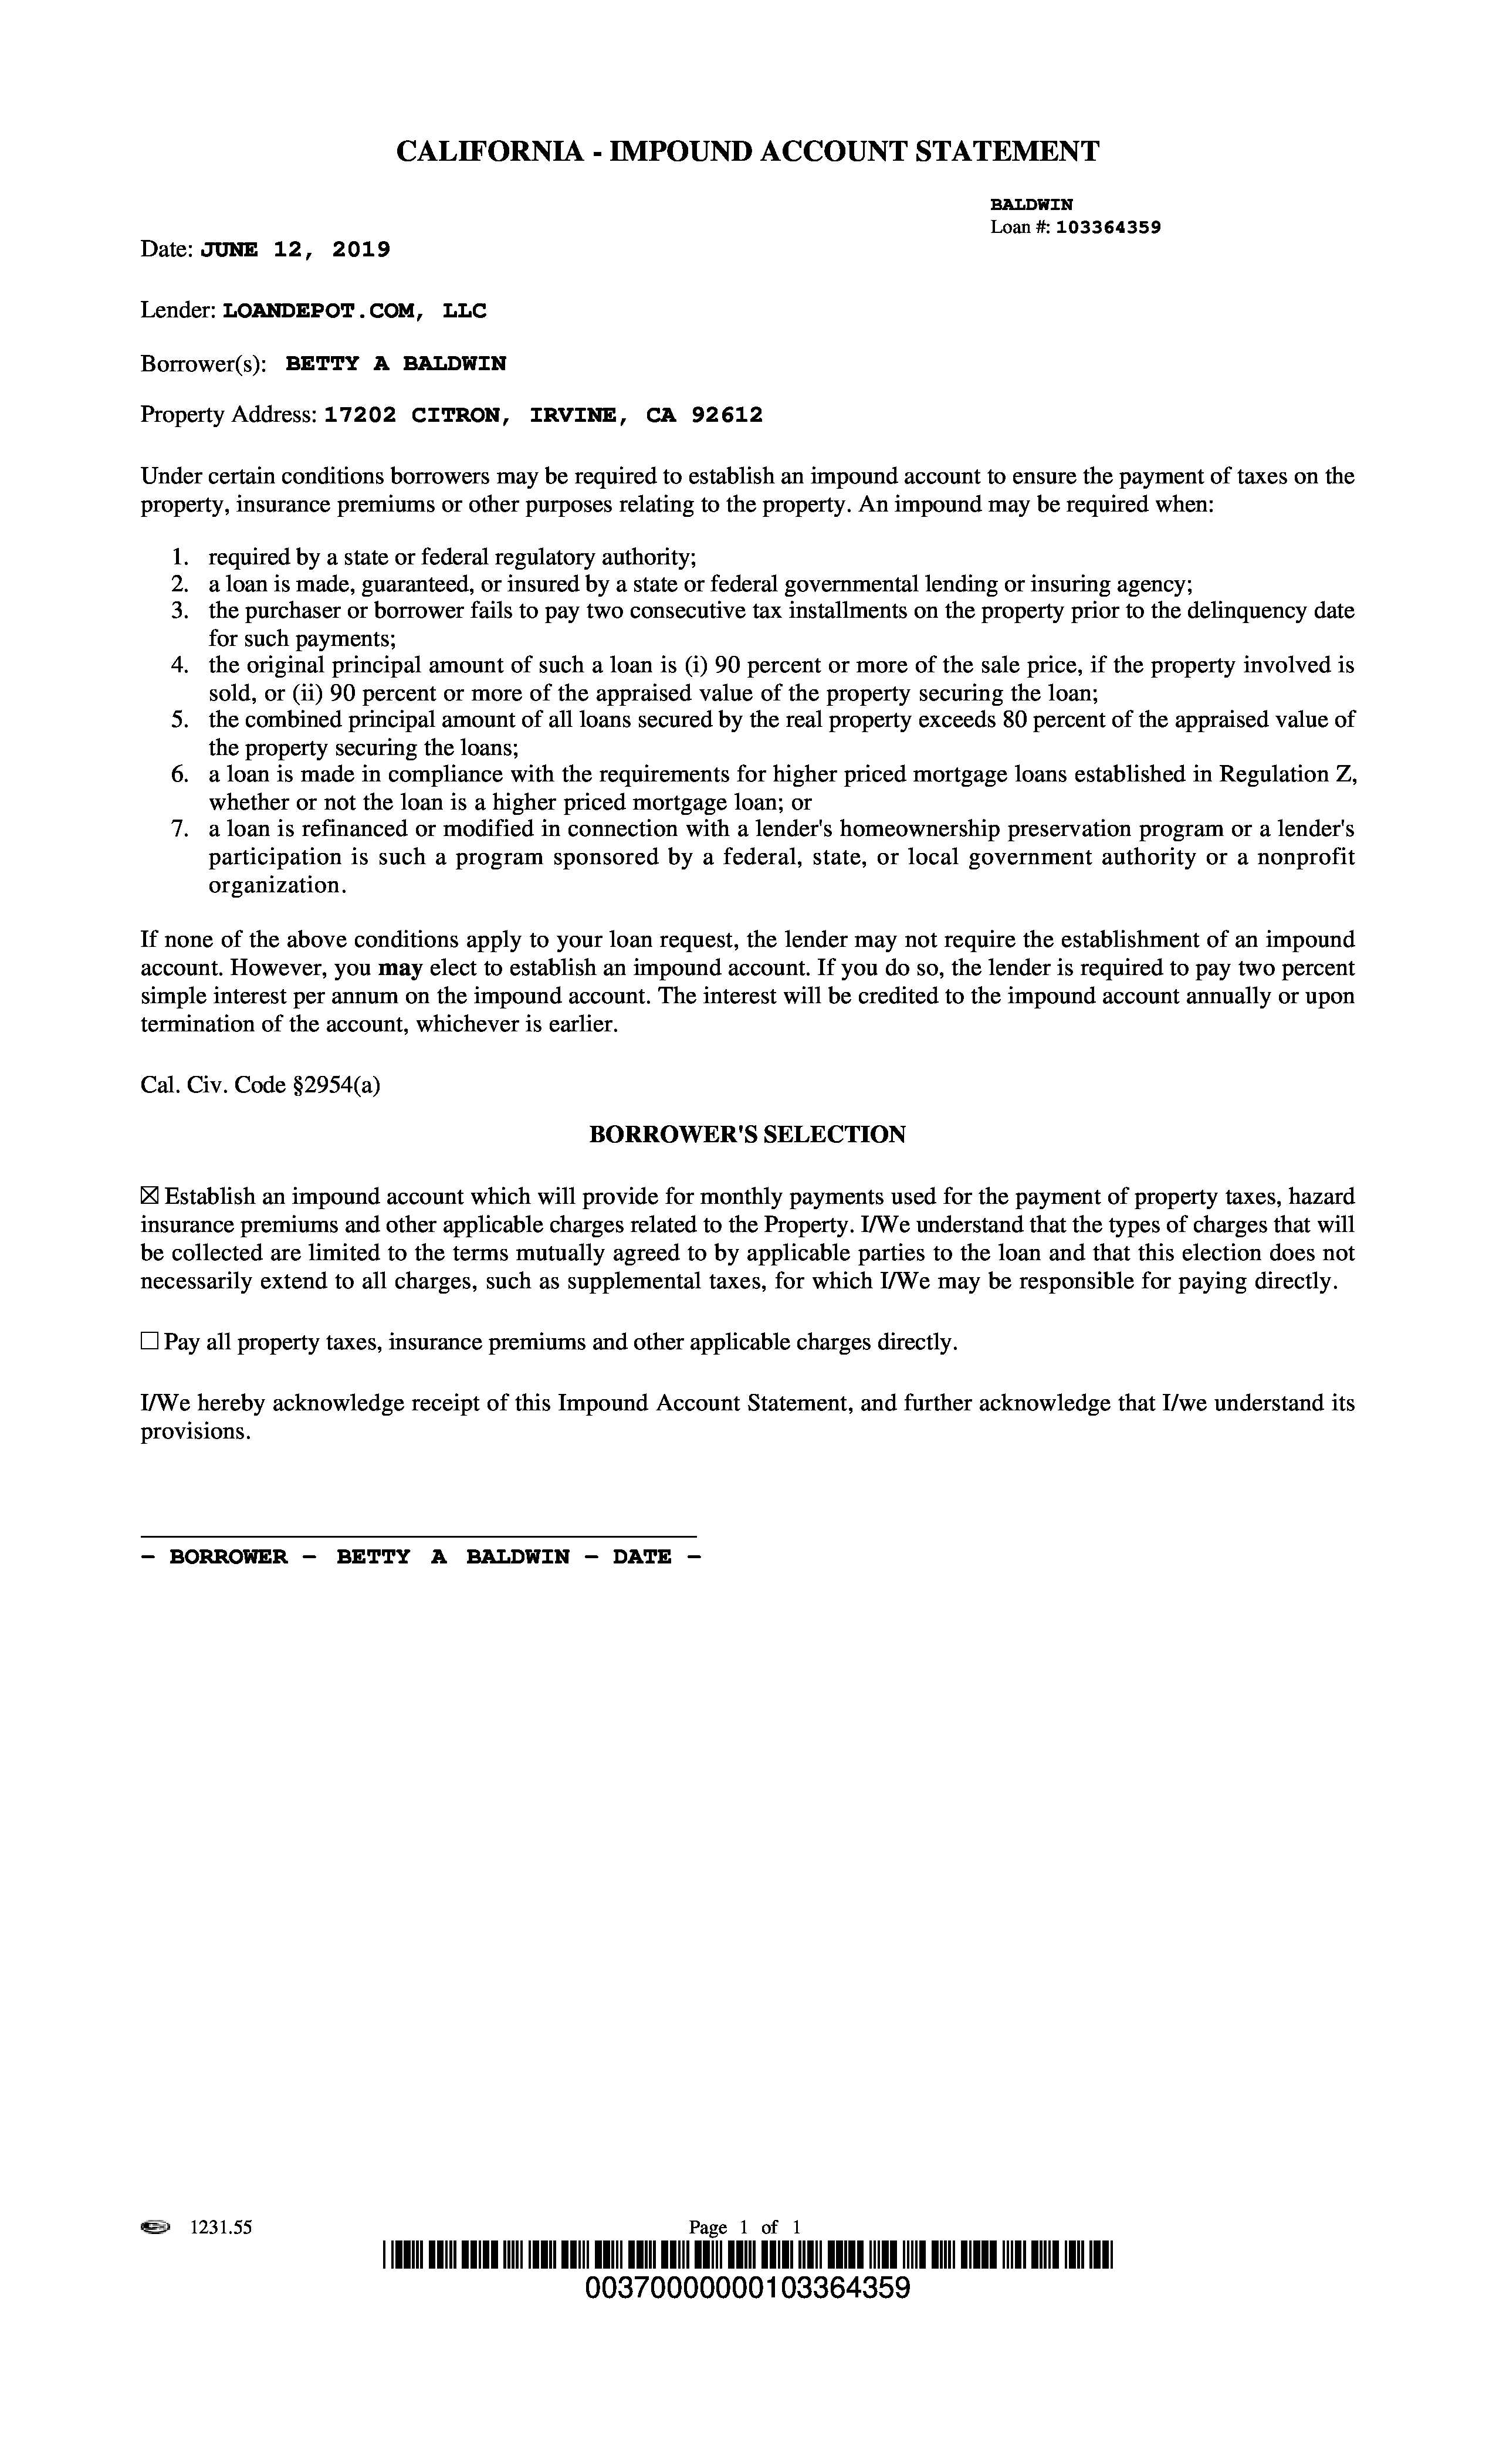 CALIFORNIA - IMPOUND ACCOUNT STATEMENT
BALDWIN
Loan #: 103364359
Date: JUNE 12, 2019
Lender: LOANDEPOT.COM, LLC
Borrower(s): BETTY A BALDWIN
Property Address: 17202 CITRON, IRVINE, CA 92612
Under certain conditions borrowers may be required to establish an impound account to ensure the payment of taxes on the
property, insurance premiums or other purposes relating to the property. An impound may be required when:
1. required by a state or federal regulatory authority;
2. a loan is made, guaranteed, or insured by a state or federal governmental lending or insuring agency;
3. the purchaser or borrower fails to pay two consecutive tax installments on the property prior to the delinquency date
for such payments;
4. the original principal amount of such a loan is (i) 90 percent or more of the sale price, if the property involved is
sold, or (ii) 90 percent or more of the appraised value of the property securing the loan;
5. the combined principal amount of all loans secured by the real property exceeds 80 percent of the appraised value of
the property securing the loans;
6. a loan is made in compliance with the requirements for higher priced mortgage loans established in Regulation Z,
whether or not the loan is a higher priced mortgage loan; or
7. a loan is refinanced or modified in connection with a lender's homeownership preservation program or a lender's
participation is such a program sponsored by a federal, state, or local government authority or a nonprofit
organization.
If none of the above conditions apply to your loan request, the lender may not require the establishment of an impound
account. However, you may elect to establish an impound account. If you do so, the lender is required to pay two percent
simple interest per annum on the impound account. The interest will be credited to the impound account annually or upon
termination of the account, whichever is earlier.
Cal. Civ. Code §2954(a)
BORROWER'S SELECTION
☒ Establish an impound account which will provide for monthly payments used for the payment of property taxes, hazard
insurance premiums and other applicable charges related to the Property. I/We understand that the types of charges that will
be collected are limited to the terms mutually agreed to by applicable parties to the loan and that this election does not
necessarily extend to all charges, such as supplemental taxes, for which I/We may be responsible for paying directly.
☐ Pay all property taxes, insurance premiums and other applicable charges directly.
I/We hereby acknowledge receipt of this Impound Account Statement, and further acknowledge that I/we understand its
provisions.
- BORROWER - BETTY A BALDWIN - DATE -
1231.55
Page 1 of 1
00370000000103364359